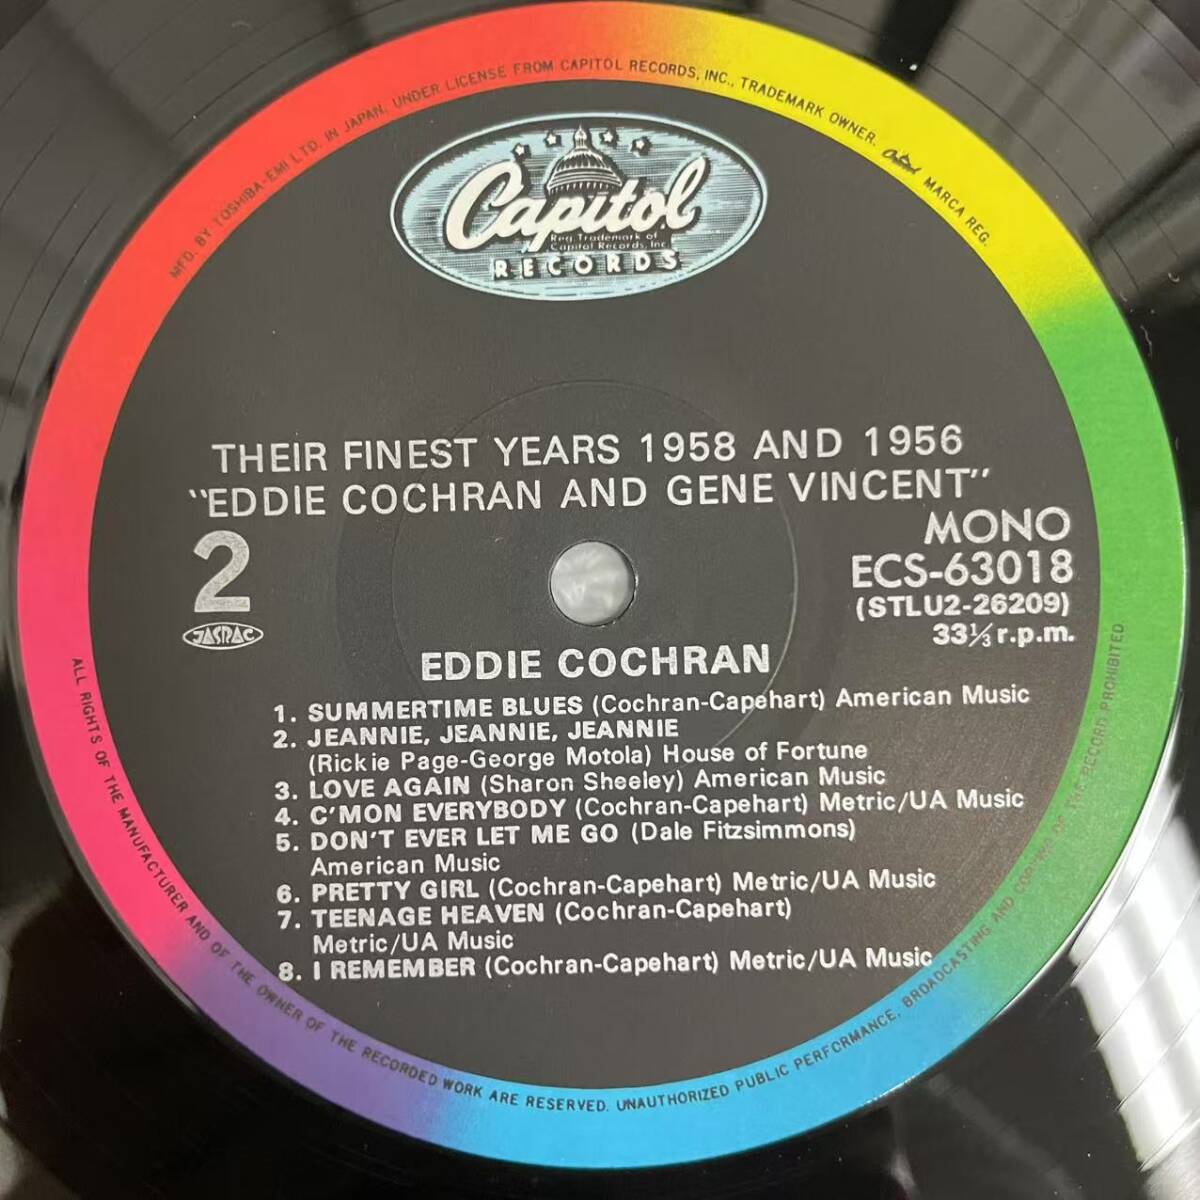 MFD. BY TOSHIBA-EMI LTD. IN JAPAN. UNDER LICENSE FROM CAPITOL RECORDS, INC., TRADEMARK OWNER. Capitol MARCA REG.
Capitol
Reg. Trademark of
Capitol Records, Inc.
RECORDS
THEIR FINEST YEARS 1958 AND 1956
"EDDIE COCHRAN AND GENE VINCENT"
2
JASRAC
MONO
ECS-63018
(STLU2-26209)
33⅓ r.p.m.
EDDIE COCHRAN
1. SUMMERTIME BLUES (Cochran-Capehart) American Music
2. JEANNIE, JEANNIE, JEANNIE
(Rickie Page-George Motola) House of Fortune
3. LOVE AGAIN (Sharon Sheeley) American Music
4. C'MON EVERYBODY (Cochran-Capehart) Metric/UA Music
5. DON'T EVER LET ME GO (Dale Fitzsimmons)
American Music
6. PRETTY GIRL (Cochran-Capehart) Metric/UA Music
7. TEENAGE HEAVEN (Cochran-Capehart)
Metric/UA Music
8. I REMEMBER (Cochran-Capehart) Metric/UA Music
ALL RIGHTS OF THE MANUFACTURER AND OF THE OWNER OF THE RECORDED WORK ARE RESERVED. UNAUTHORIZED PUBLIC PERFORMANCE, BROADCASTING AND COPYING OF THE RECORD PROHIBITED.